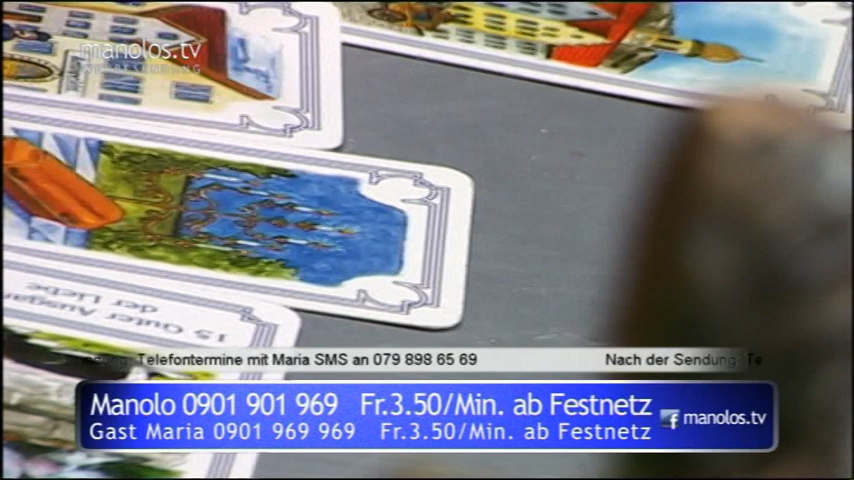 manolos.tv
15 Guter Ausgang
der Liebe
Telefontermine mit Maria SMS an 079 898 65 69 Nach der Sendung: Te
Manolo 0901 901 969 Fr.3.50/Min. ab Festnetz
Gast Maria 0901 969 969 Fr.3.50/Min. ab Festnetz
f manolos.tv